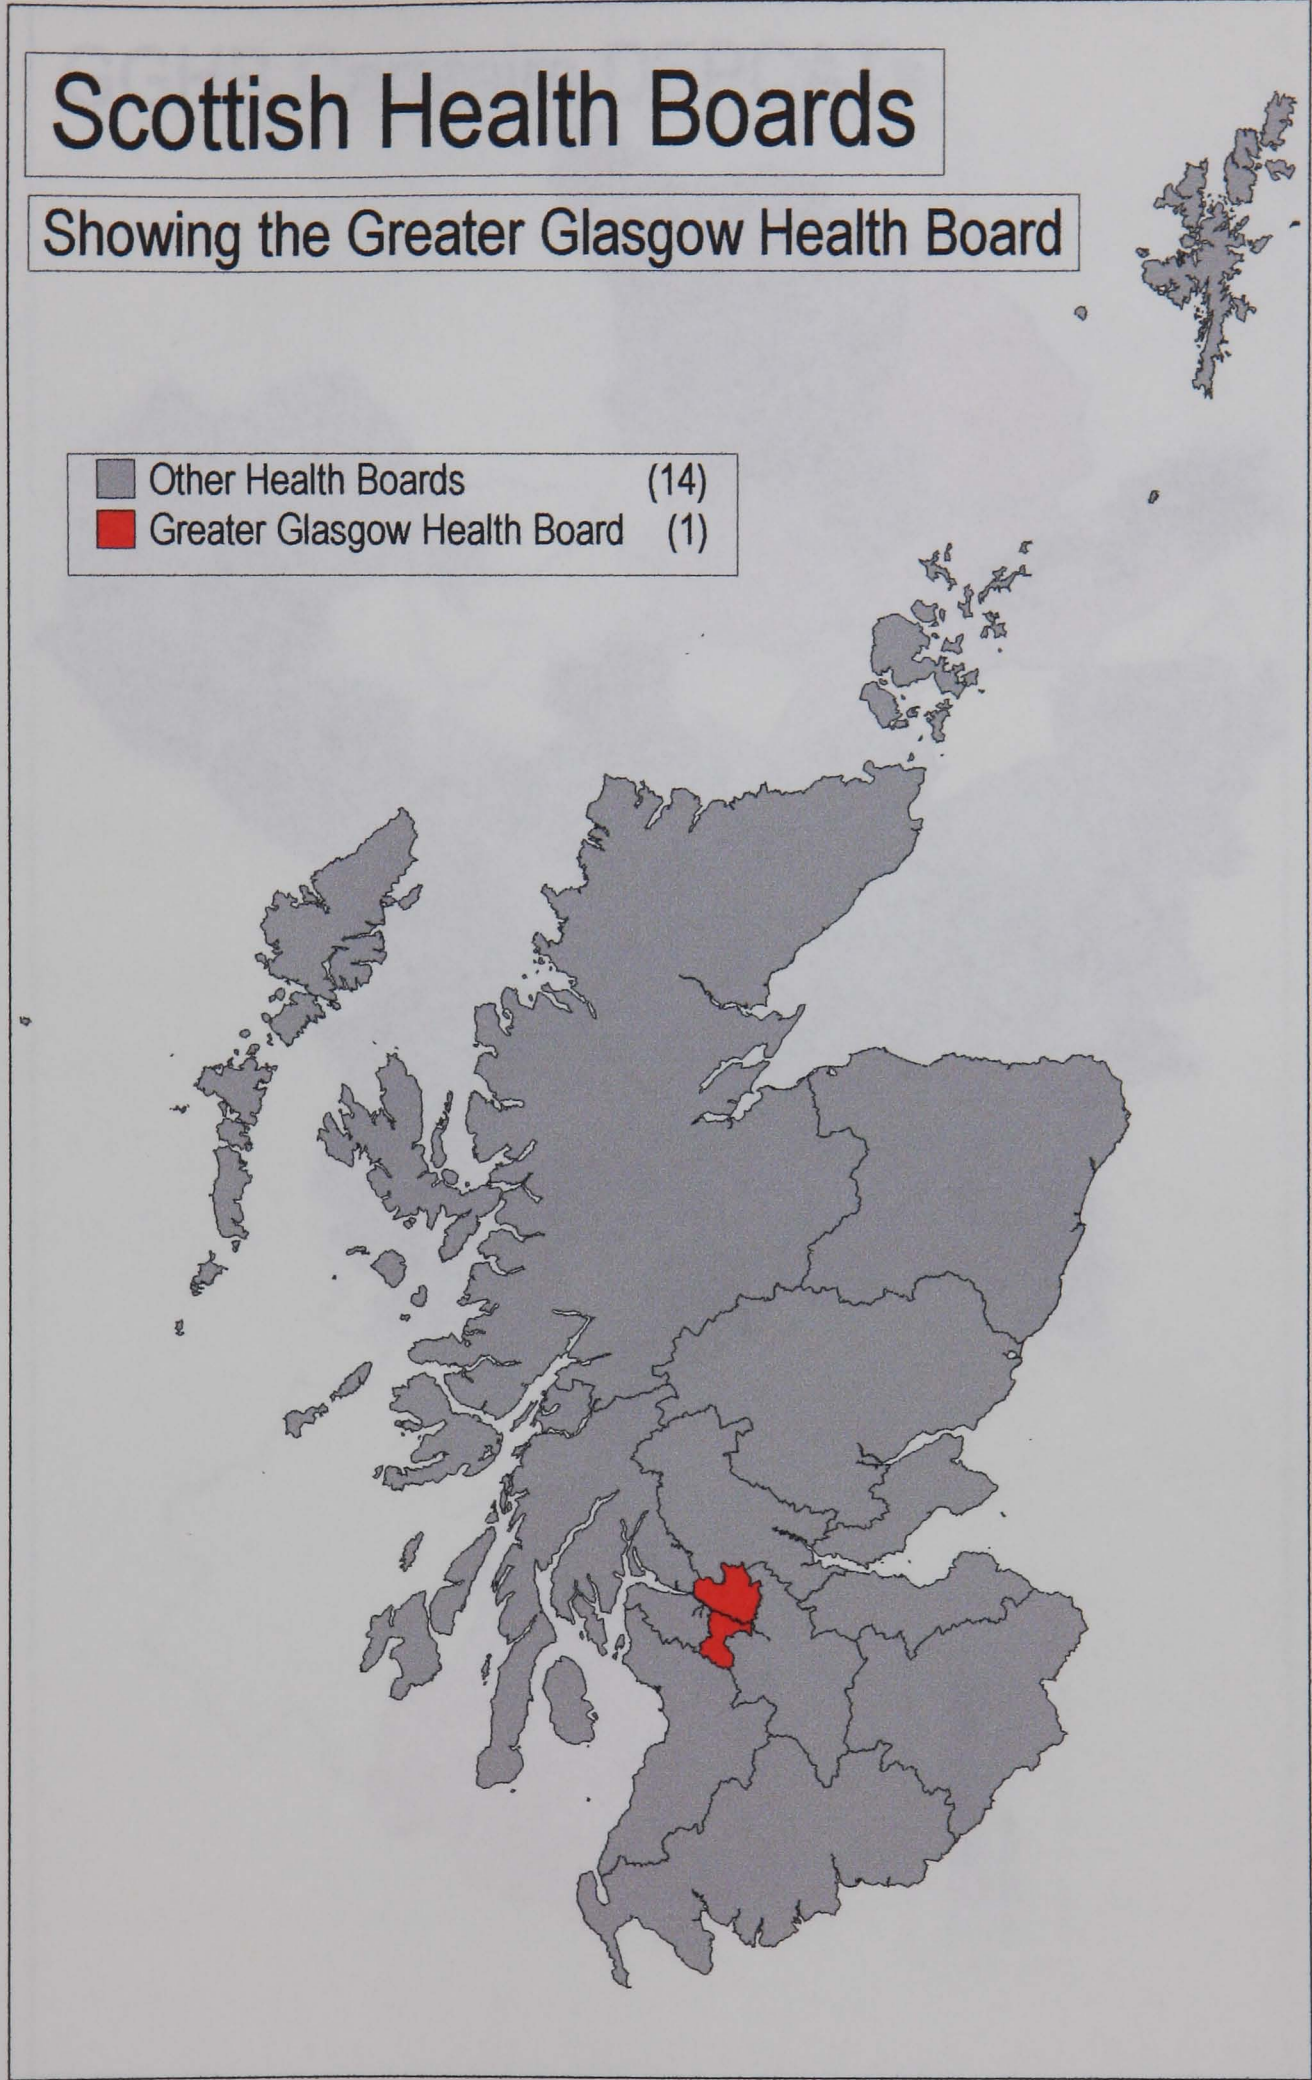 Scottish Health Boards
Showing the Greater Glasgow Health Board
Other Health Boards (14)
Greater Glasgow Health Board (1)